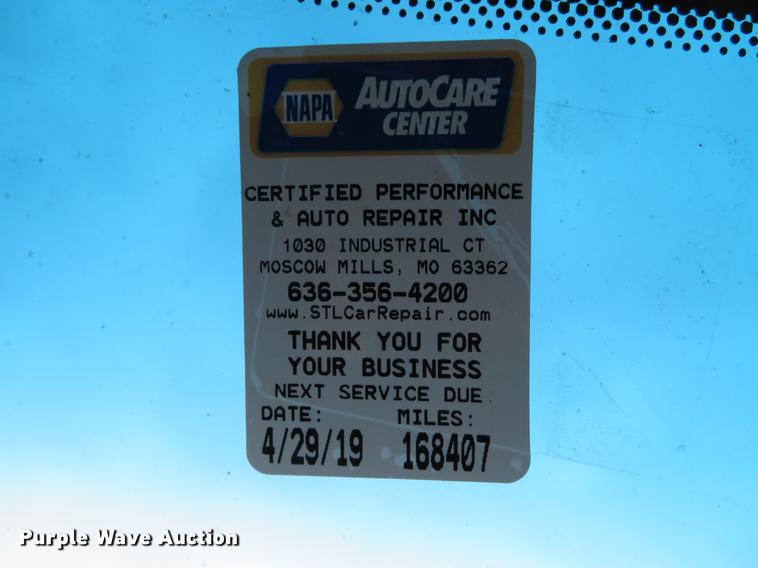 NAPA
AUTOCARE
CENTER
CERTIFIED PERFORMANCE
& AUTO REPAIR INC
1030 INDUSTRIAL CT
MOSCOW MILLS, MO 63362
636-356-4200
www.STLCarRepair.com
THANK YOU FOR
YOUR BUSINESS
NEXT SERVICE DUE
DATE: MILES:
4/29/19 168407
Purple Wave Auction